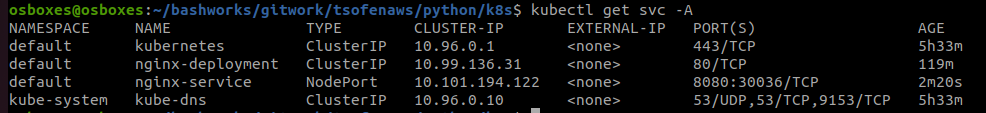 osboxes@osboxes:~/bashworks/gitwork/tsofenaws/python/k8s$ kubectl get svc -A
NAMESPACE NAME TYPE CLUSTER-IP EXTERNAL-IP PORT(S) AGE
default kubernetes ClusterIP 10.96.0.1 <none> 443/TCP 5h33m
default nginx-deployment ClusterIP 10.99.136.31 <none> 80/TCP 119m
default nginx-service NodePort 10.101.194.122 <none> 8080:30036/TCP 2m20s
kube-system kube-dns ClusterIP 10.96.0.10 <none> 53/UDP,53/TCP,9153/TCP 5h33m